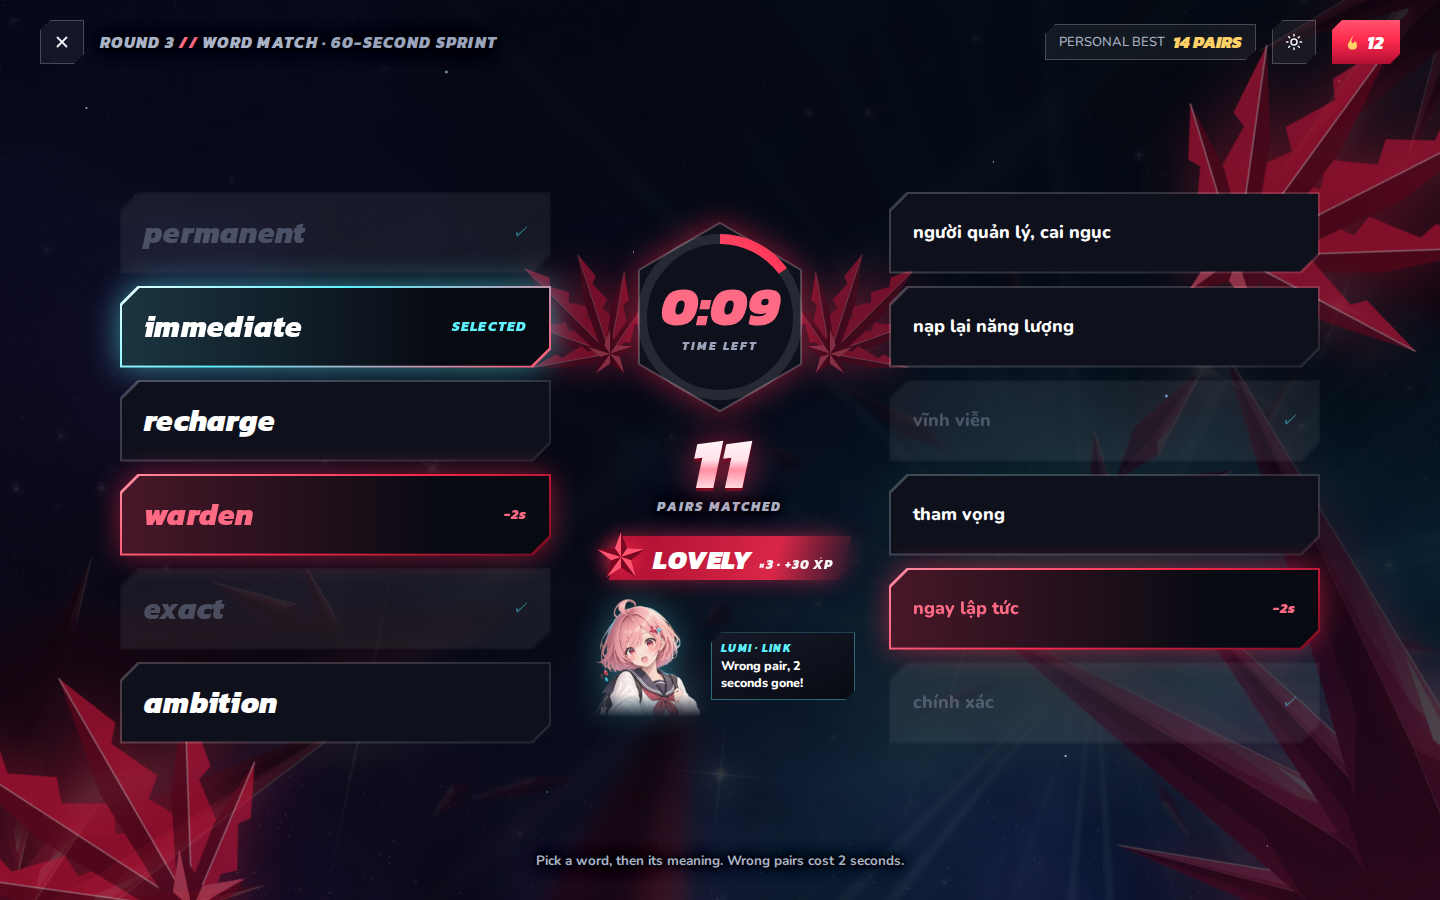 ✕
ROUND 3 // WORD MATCH · 60-SECOND SPRINT
PERSONAL BEST 14 PAIRS
12
permanent ✓
immediate SELECTED
recharge
warden -2s
exact ✓
ambition
0:09
TIME LEFT
11
PAIRS MATCHED
LOVELY ×3 · +30 XP
LUMI · LINK
Wrong pair, 2
seconds gone!
người quản lý, cai ngục
nạp lại năng lượng
vĩnh viễn ✓
tham vọng
ngay lập tức -2s
chính xác ✓
Pick a word, then its meaning. Wrong pairs cost 2 seconds.